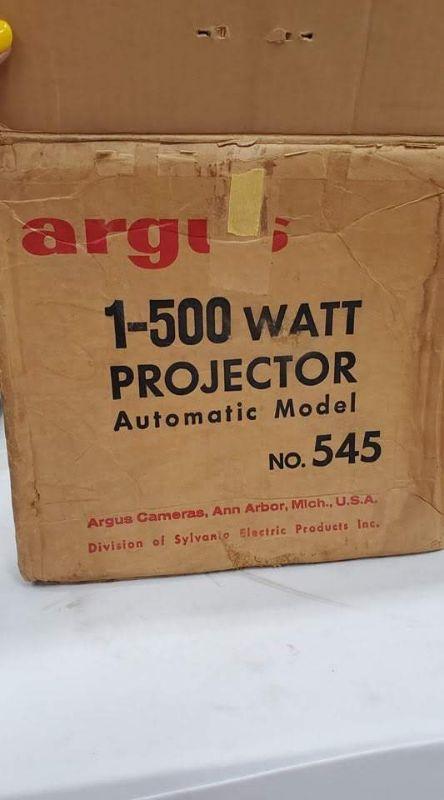 argus
1-500 WATT
PROJECTOR
Automatic Model
NO. 545
Argus Cameras, Ann Arbor, Mich., U.S.A.
Division of Sylvania Electric Products Inc.